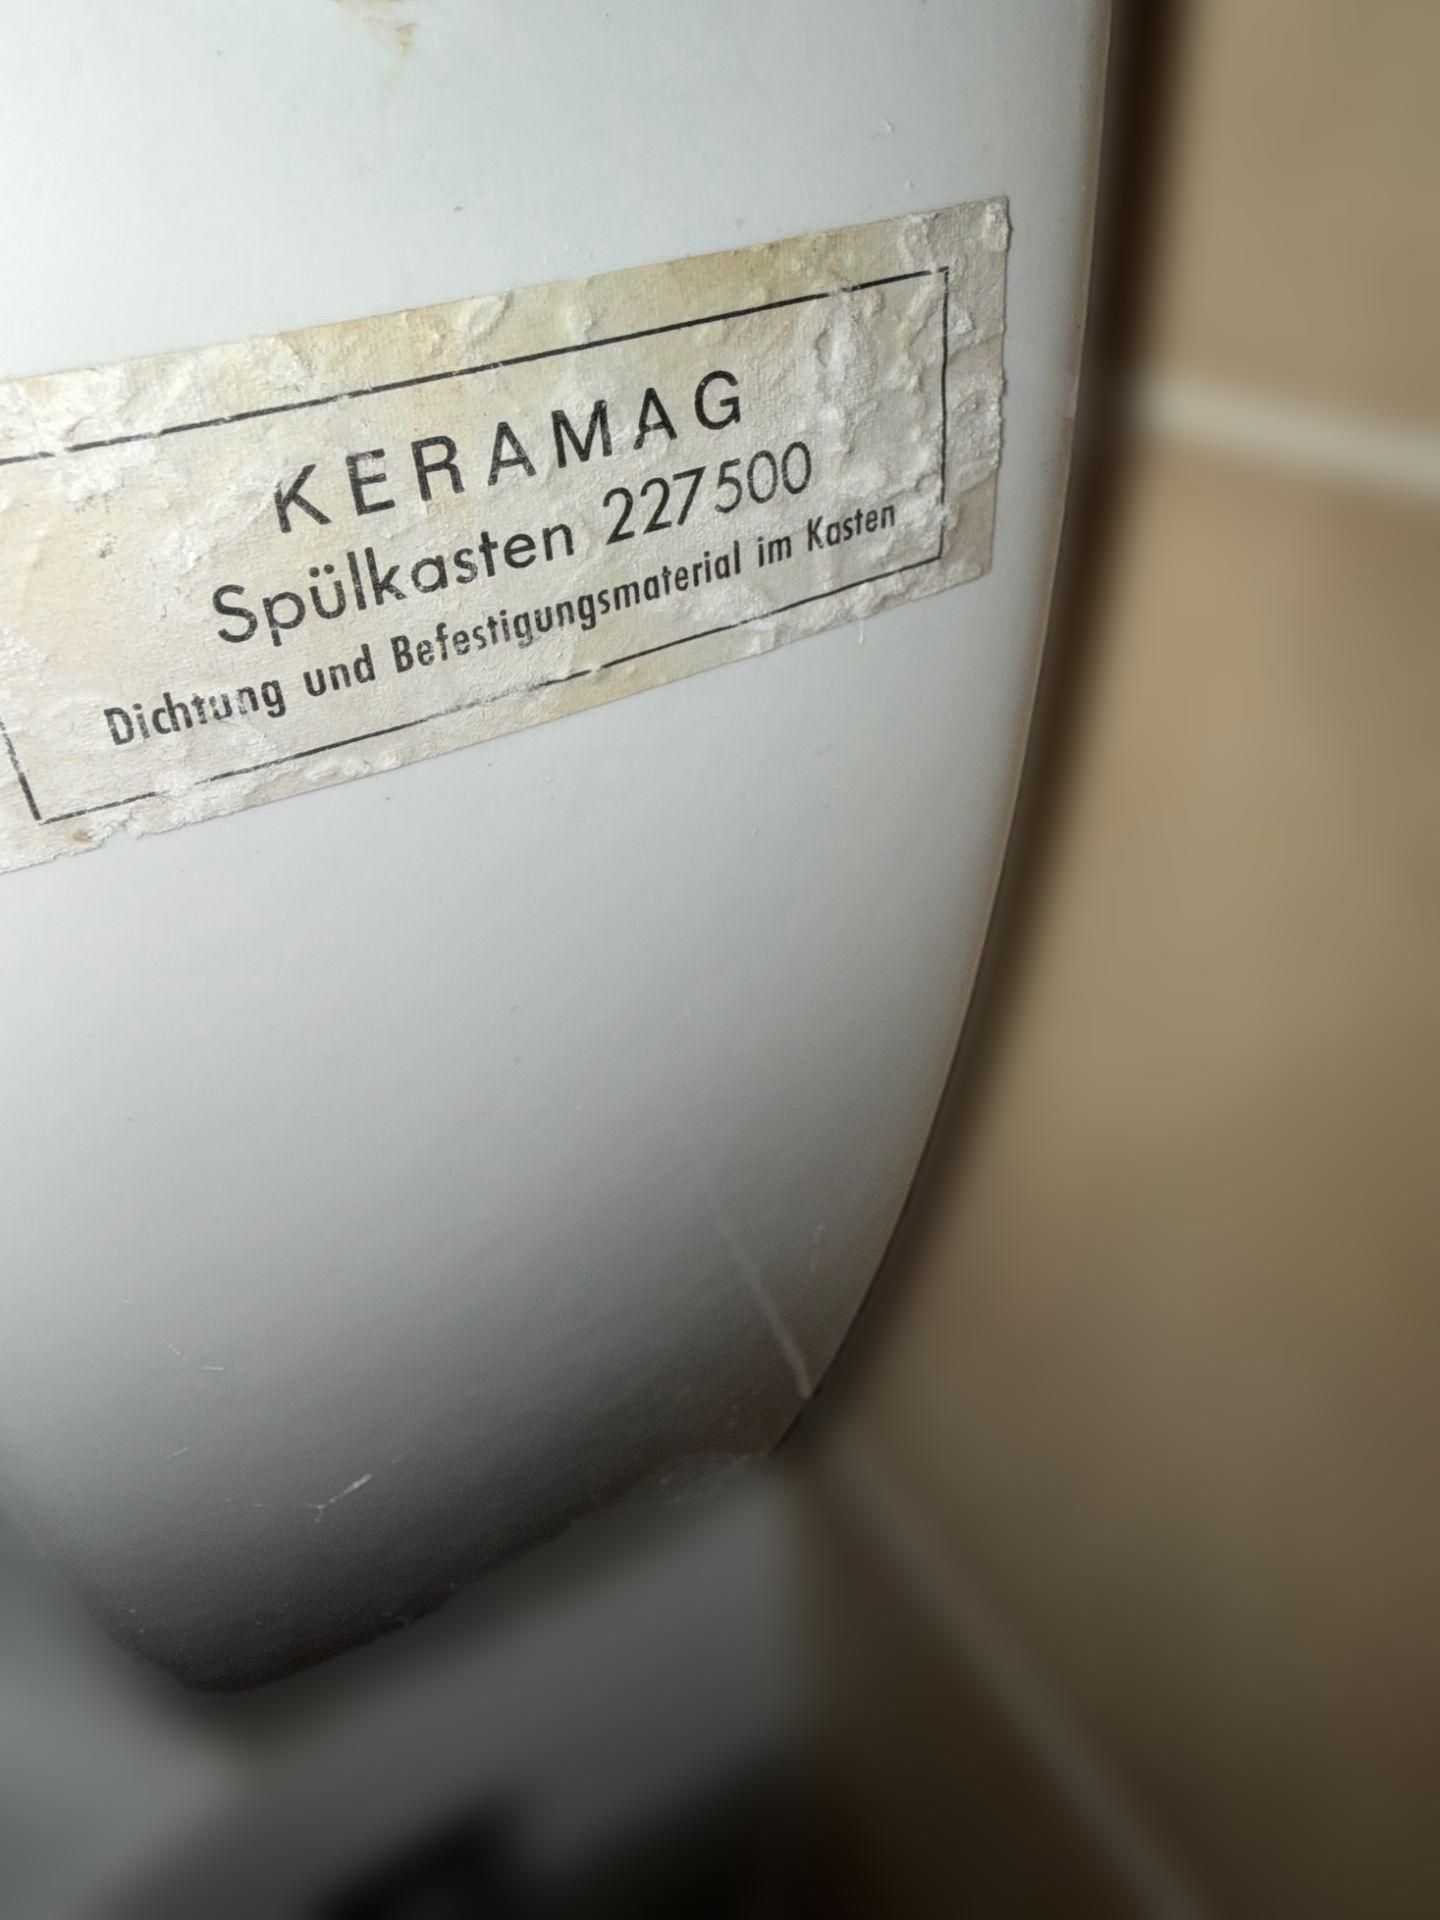 KERAMAG
Spülkasten 227500
Dichtung und Befestigungsmaterial im Kasten